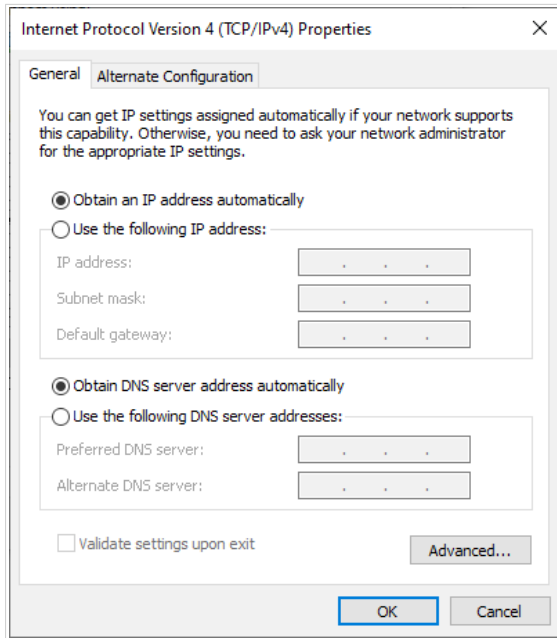 Internet Protocol Version 4 (TCP/IPv4) Properties
General
Alternate Configuration
You can get IP settings assigned automatically if your network supports
this capability. Otherwise, you need to ask your network administrator
for the appropriate IP settings.
Obtain an IP address automatically
Use the following IP address:
IP address:
Subnet mask:
Default gateway:
Obtain DNS server address automatically
Use the following DNS server addresses:
Preferred DNS server:
Alternate DNS server:
Validate settings upon exit
Advanced...
OK
Cancel